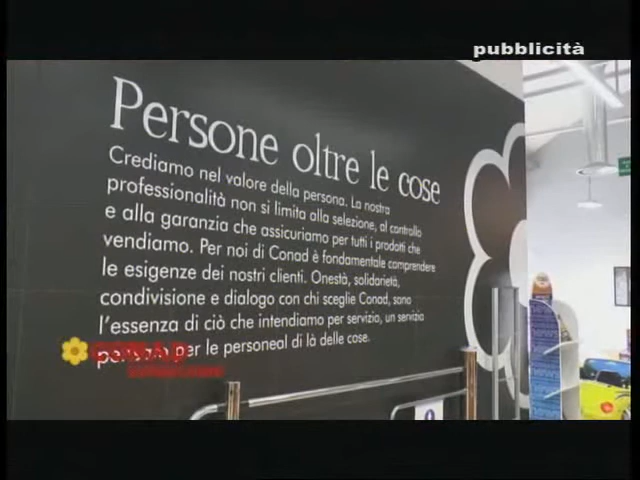 pubblicità
Persone oltre le cose
Crediamo nel valore della persona. La nostra
professionalità non si limita alla selezione, al controllo
e alla garanzia che assicuriamo per tutti i prodotti che
vendiamo. Per noi di Conad è fondamentale comprendere
le esigenze dei nostri clienti. Onestà, solidarietà,
condivisione e dialogo con chi sceglie Conad, sono
l'essenza di ciò che intendiamo per servizio, un servizio
per le personeal di là delle cose.
CONAD